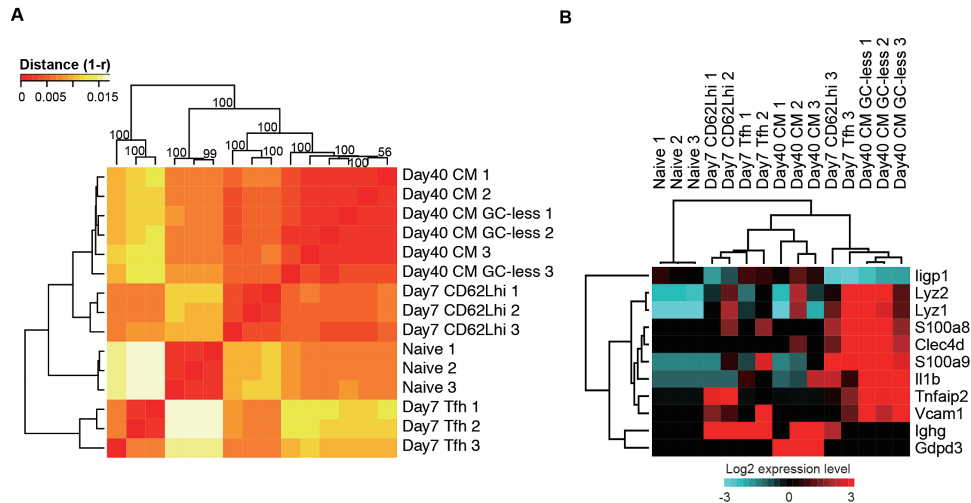 A
Distance (1-r)
0 0.005 0.015
100
100
100
100
100
100
99
100
100
100
100
100
56
Day40 CM 1
Day40 CM 2
Day40 CM GC-less 1
Day40 CM GC-less 2
Day40 CM 3
Day40 CM GC-less 3
Day7 CD62Lhi 1
Day7 CD62Lhi 2
Day7 CD62Lhi 3
Naive 1
Naive 2
Naive 3
Day7 Tfh 1
Day7 Tfh 2
Day7 Tfh 3
B
Naive 1
Naive 2
Naive 3
Day7 CD62Lhi 1
Day7 CD62Lhi 2
Day7 Tfh 1
Day7 Tfh 2
Day40 CM 1
Day40 CM 2
Day40 CM 3
Day7 CD62Lhi 3
Day7 Tfh 3
Day40 CM GC-less 1
Day40 CM GC-less 2
Day40 CM GC-less 3
Iigp1
Lyz2
Lyz1
S100a8
Clec4d
S100a9
Il1b
Tnfaip2
Vcam1
Ighg
Gdpd3
Log2 expression level
-3 0 3